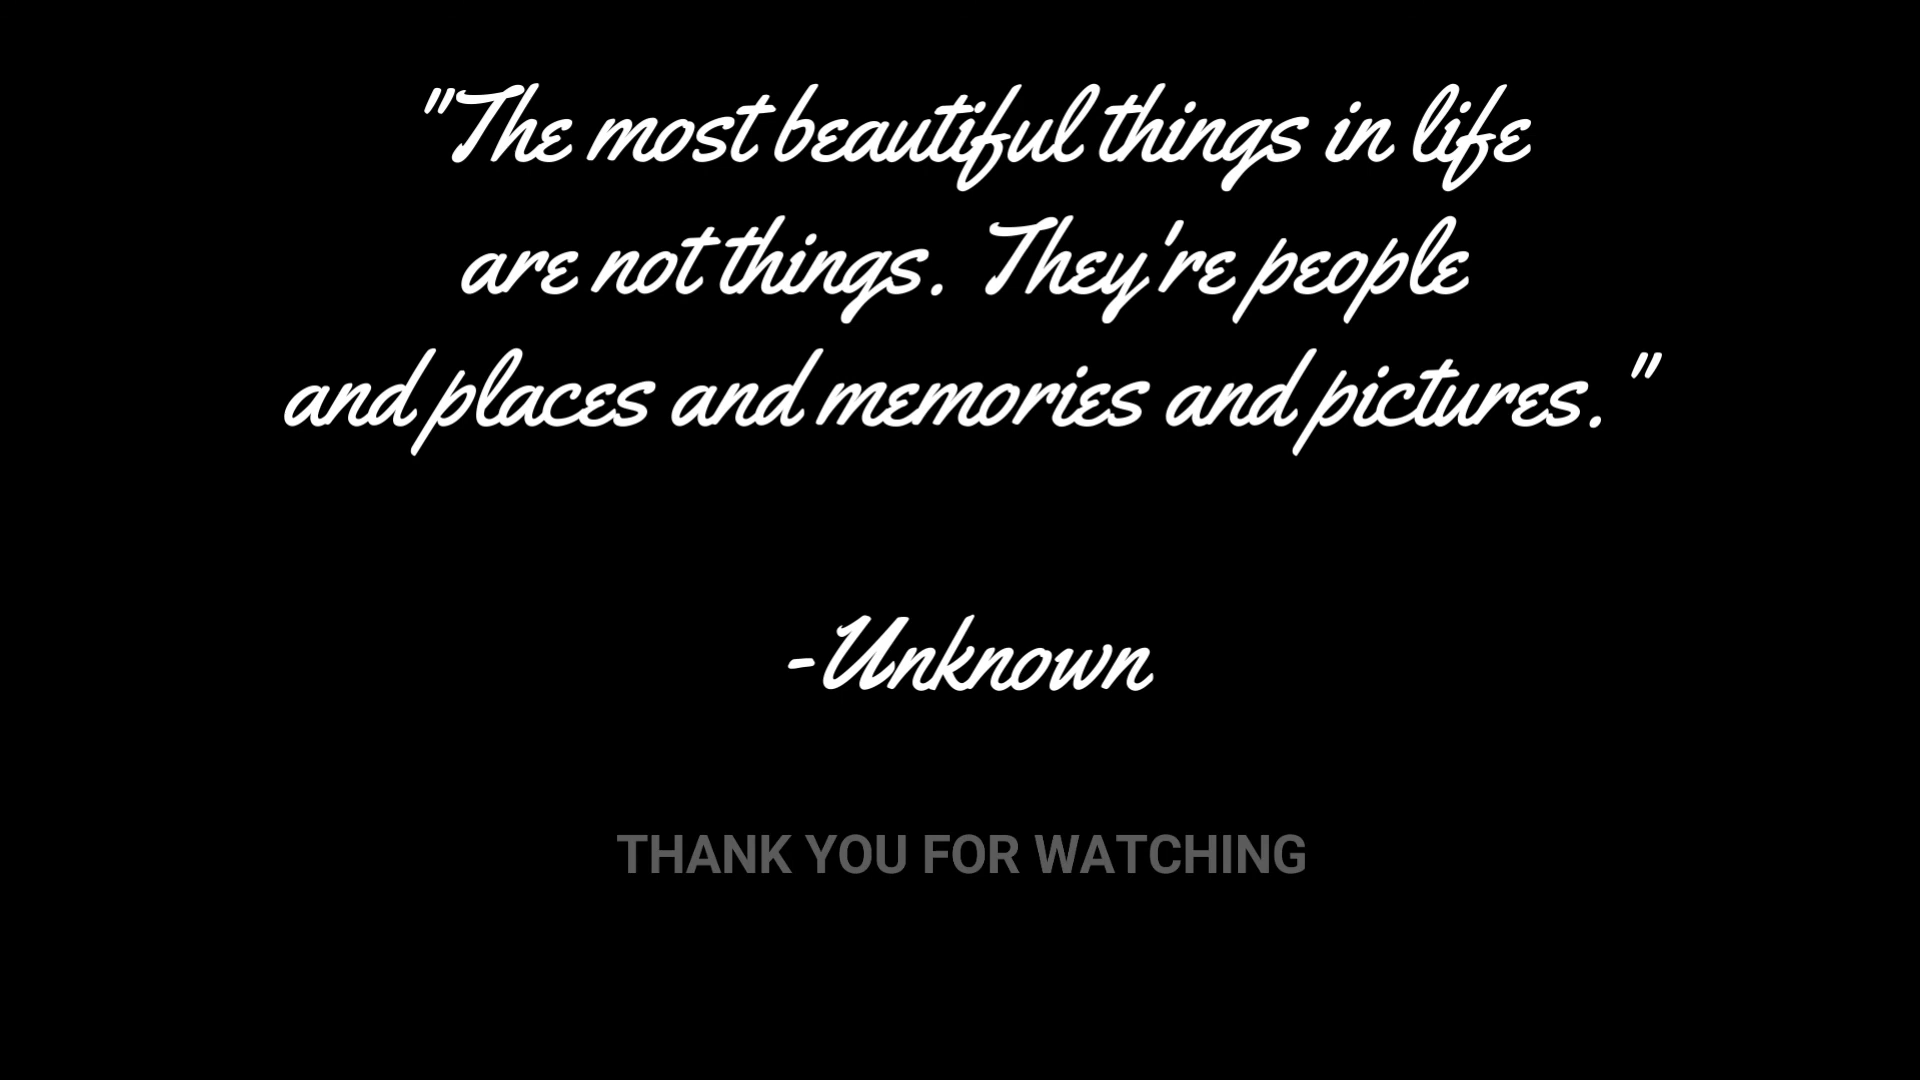 "The most beautiful things in life
are not things. They're people
and places and memories and pictures."
-Unknown
THANK YOU FOR WATCHING